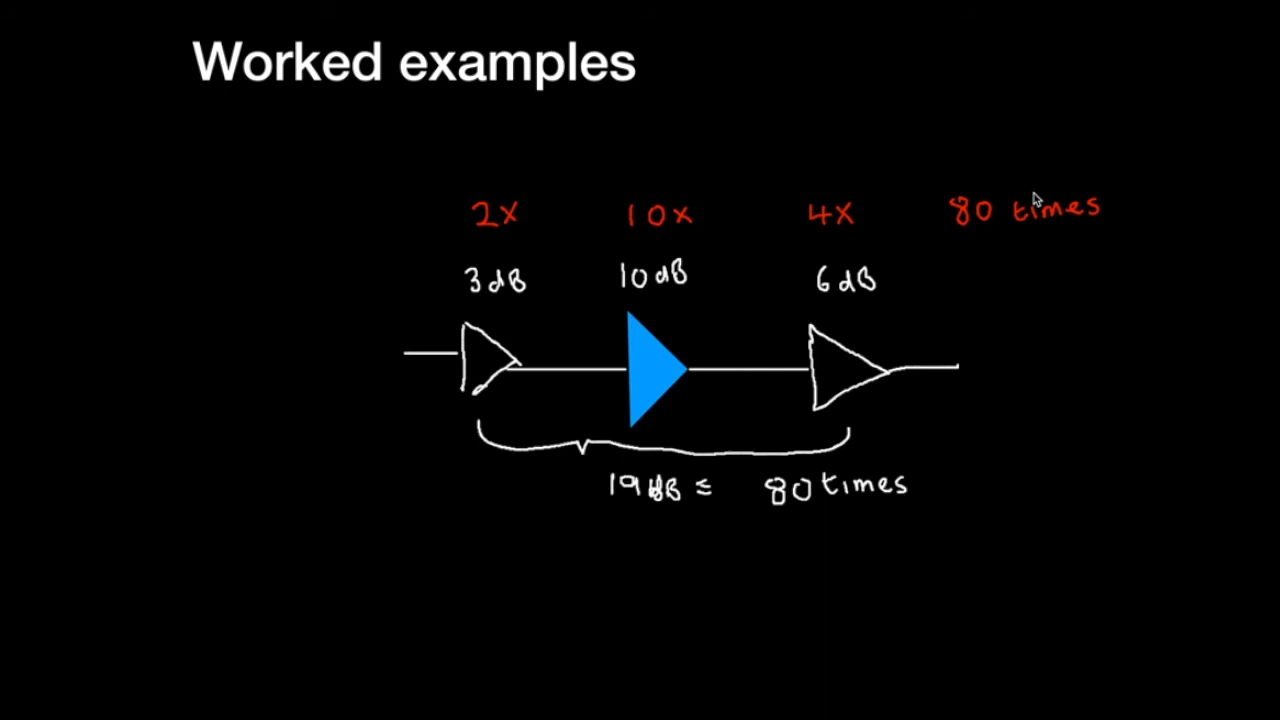 Worked examples
2x 10x 4x 80 times
3dB 10dB 6dB
19dB ≡ 80 times